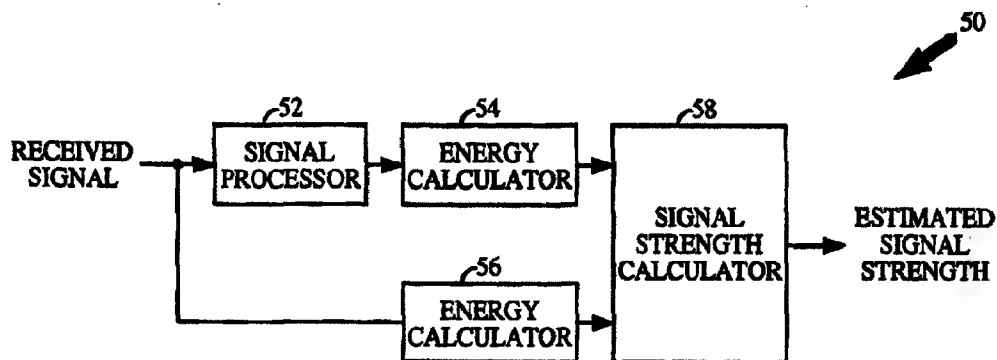 50
52
54
58
RECEIVED
SIGNAL
SIGNAL
PROCESSOR
ENERGY
CALCULATOR
SIGNAL
STRENGTH
CALCULATOR
ESTIMATED
SIGNAL
STRENGTH
56
ENERGY
CALCULATOR